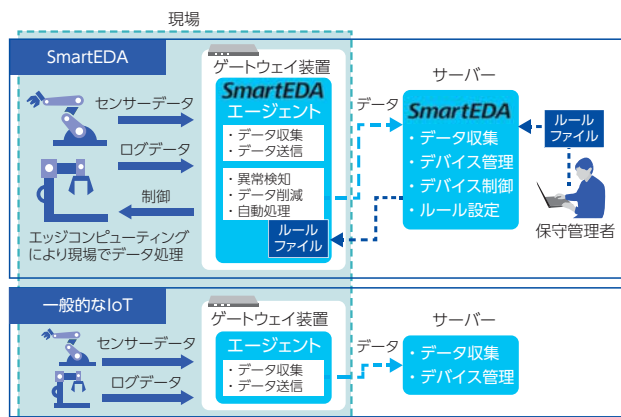 現場
SmartEDA
ゲートウェイ装置
SmartEDA
エージェント
・データ収集
・データ送信
・異常検知
・データ削減
・自動処理
ルール
ファイル
センサーデータ
ログデータ
制御
エッジコンピューティング
により現場でデータ処理
データ
サーバー
SmartEDA
・データ収集
・デバイス管理
・デバイス制御
・ルール設定
ルール
ファイル
保守管理者
一般的なIoT
センサーデータ
ログデータ
ゲートウェイ装置
エージェント
・データ収集
・データ送信
データ
サーバー
・データ収集
・デバイス管理